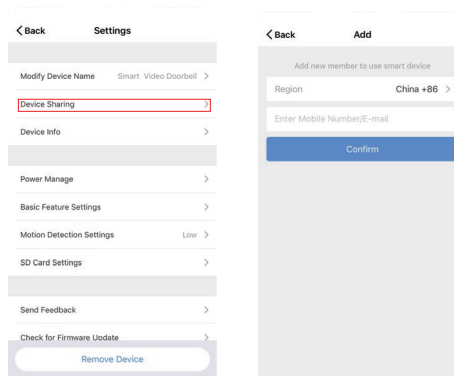 Back Settings
Modify Device Name Smart Video Doorbell
Device Sharing
Device Info
Power Manage
Basic Feature Settings
Motion Detection Settings Low
SD Card Settings
Send Feedback
Check for Firmware Update
Remove Device
Back Add
Add new member to use smart device
Region China +86
Enter Mobile Number/E-mail
Confirm